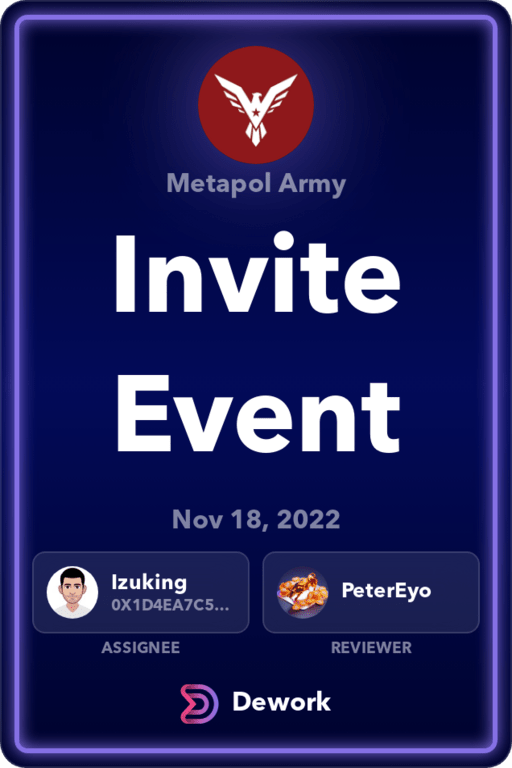 Metapol Army
Invite
Event
Nov 18, 2022
Izuking
0X1D4EA7C5...
ASSIGNEE
PeterEyo
REVIEWER
Dework